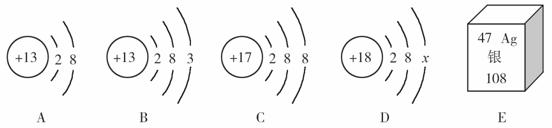 +13 2 8
+13 2 8 3
+17 2 8 8
+18 2 8 x
47 Ag
银
108
A B C D E